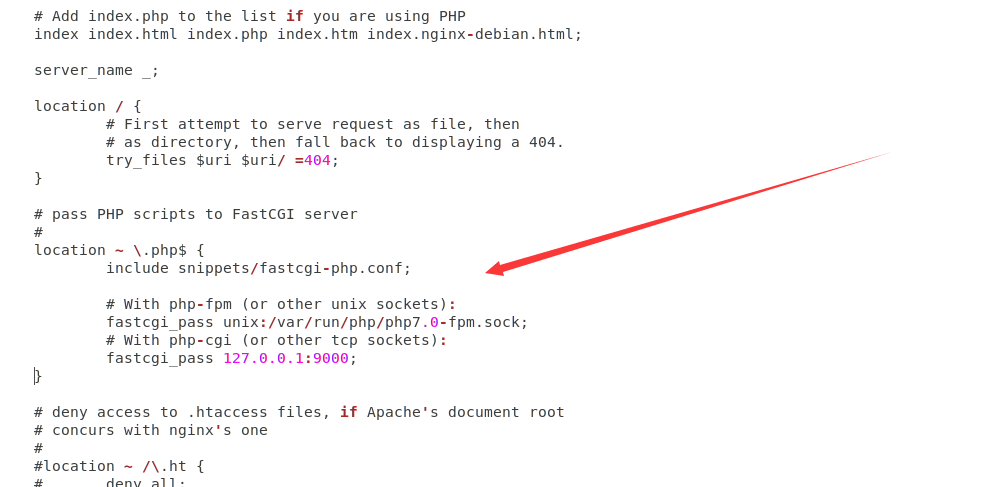 # Add index.php to the list if you are using PHP
index index.html index.php index.htm index.nginx-debian.html;
server_name _;
location / {
# First attempt to serve request as file, then
# as directory, then fall back to displaying a 404.
try_files $uri $uri/ =404;
}
# pass PHP scripts to FastCGI server
#
location ~ \.php$ {
include snippets/fastcgi-php.conf;
# With php-fpm (or other unix sockets):
fastcgi_pass unix:/var/run/php/php7.0-fpm.sock;
# With php-cgi (or other tcp sockets):
fastcgi_pass 127.0.0.1:9000;
}
# deny access to .htaccess files, if Apache's document root
# concurs with nginx's one
#
#location ~ /\.ht {
# deny all;